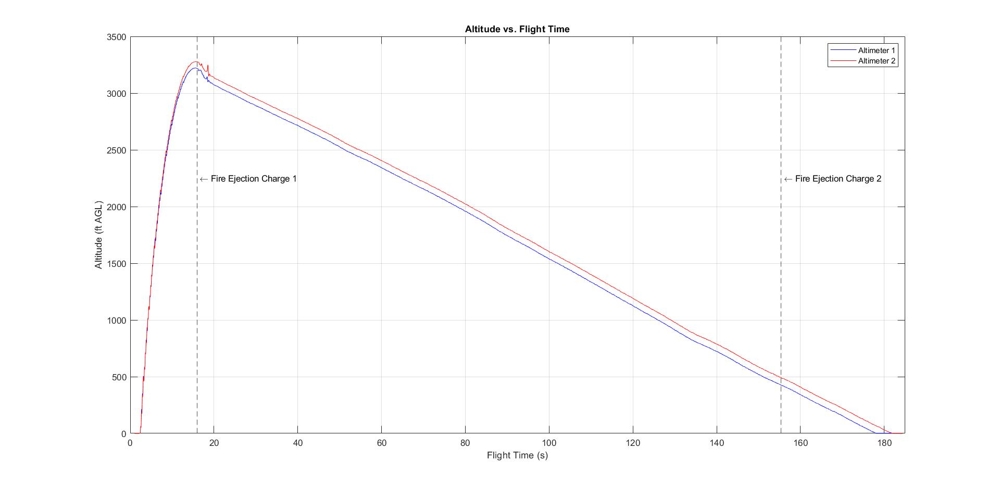 Altitude vs. Flight Time
3500
3000
2500
2000
1500
1000
500
0
Altitude (ft AGL)
Altimeter 1
Altimeter 2
← Fire Ejection Charge 1
← Fire Ejection Charge 2
0 20 40 60 80 100 120 140 160 180
Flight Time (s)